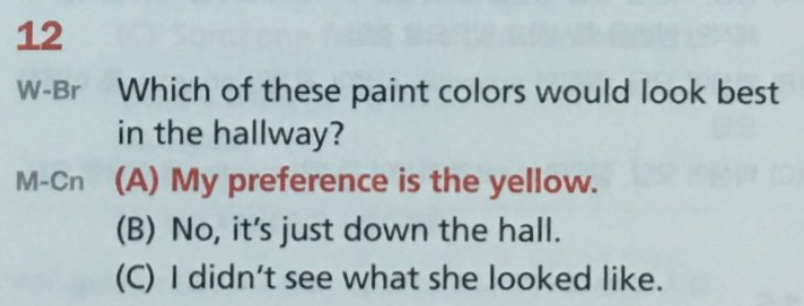 12
W-Br Which of these paint colors would look best
in the hallway?
M-Cn (A) My preference is the yellow.
(B) No, it's just down the hall.
(C) I didn't see what she looked like.